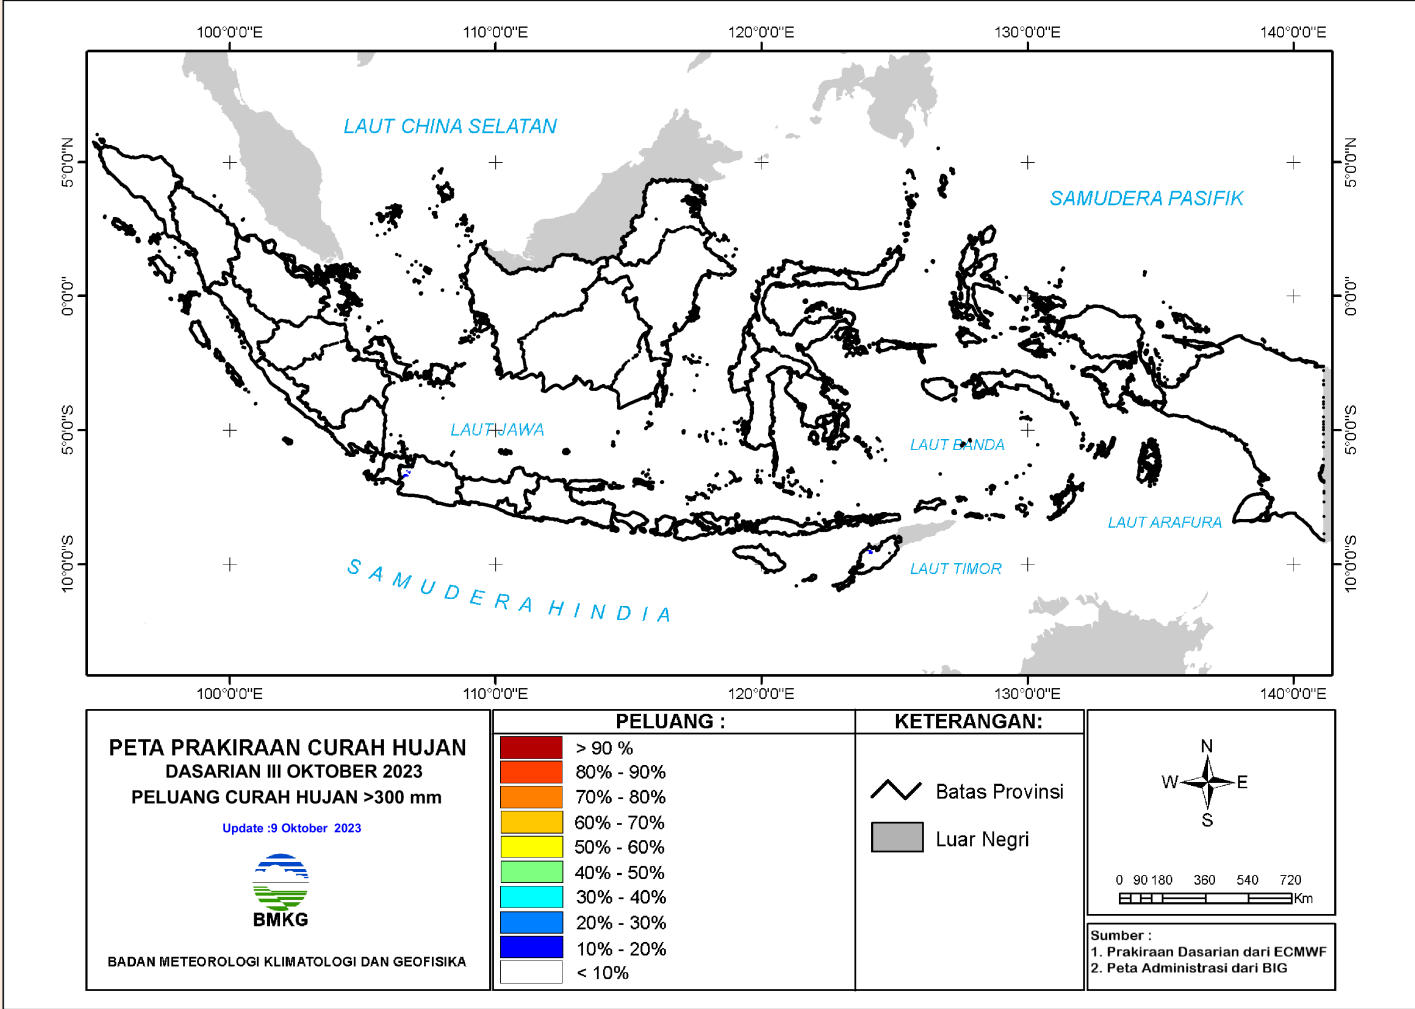 100°0'0"E 110°0'0"E 120°0'0"E 130°0'0"E 140°0'0"E
5°0'0"N 5°0'0"N
0°0'0" 0°0'0"
5°0'0"S 5°0'0"S
10°0'0"S 10°0'0"S
LAUT CHINA SELATAN
SAMUDERA PASIFIK
LAUT JAWA
LAUT BANDA
LAUT ARAFURA
LAUT TIMOR
SAMUDERA HINDIA
100°0'0"E 110°0'0"E 120°0'0"E 130°0'0"E 140°0'0"E
PETA PRAKIRAAN CURAH HUJAN
DASARIAN III OKTOBER 2023
PELUANG CURAH HUJAN >300 mm
Update :9 Oktober 2023
BMKG
BADAN METEOROLOGI KLIMATOLOGI DAN GEOFISIKA
PELUANG :
> 90 %
80% - 90%
70% - 80%
60% - 70%
50% - 60%
40% - 50%
30% - 40%
20% - 30%
10% - 20%
< 10%
KETERANGAN:
Batas Provinsi
Luar Negri
N
W E
S
0 90 180 360 540 720
Km
Sumber :
1. Prakiraan Dasarian dari ECMWF
2. Peta Administrasi dari BIG